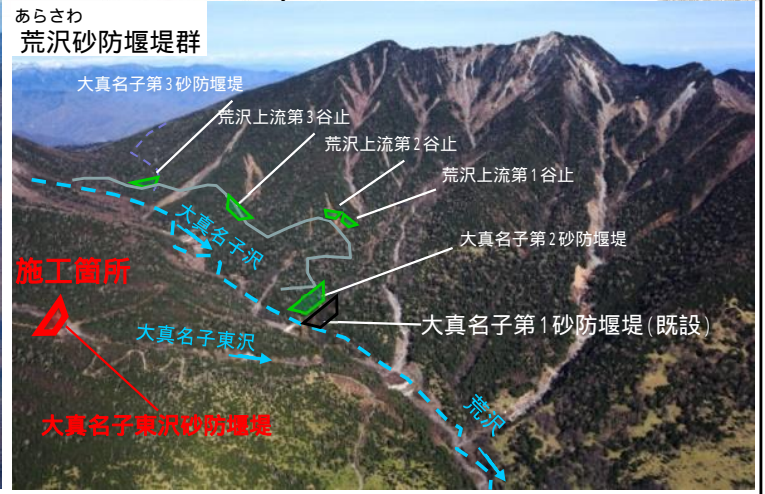 あらさわ
荒沢砂防堰堤群
大真名子第3砂防堰堤
荒沢上流第3谷止
荒沢上流第2谷止
荒沢上流第1谷止
大真名子沢
大真名子第2砂防堰堤
施工箇所
大真名子第1砂防堰堤(既設)
大真名子東沢
荒沢
大真名子東沢砂防堰堤